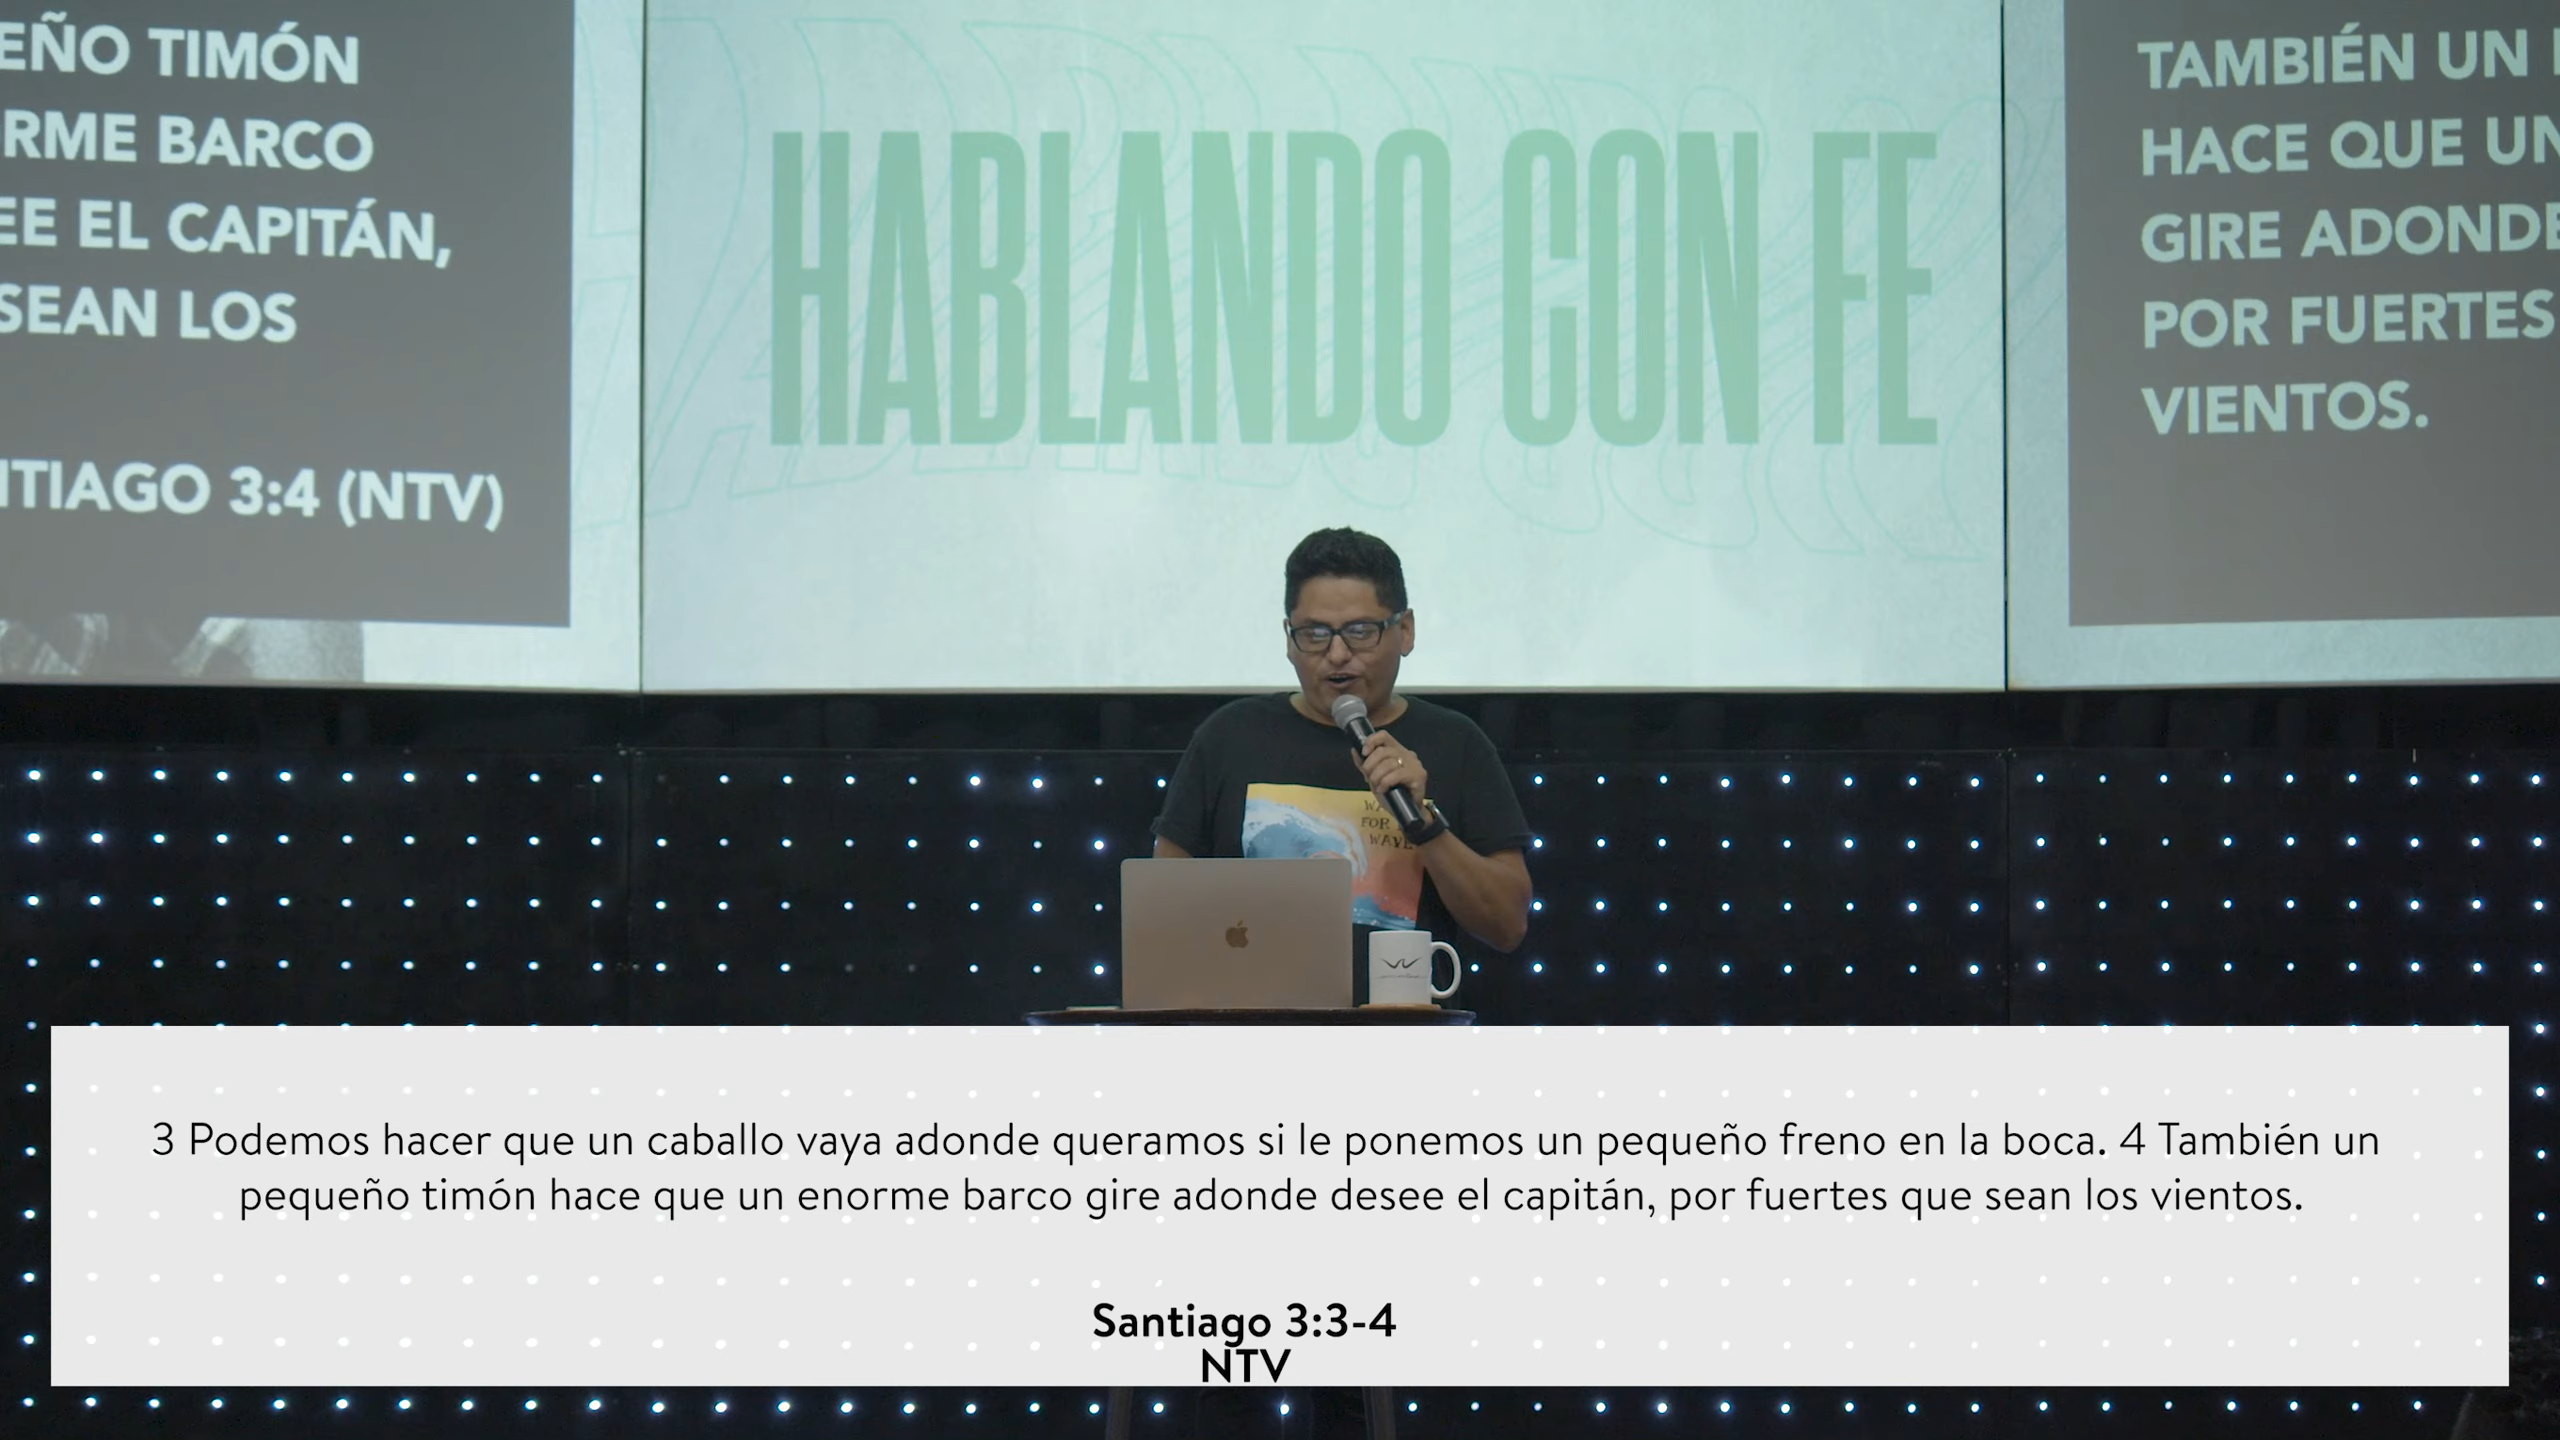 EÑO TIMÓN
RME BARCO
EE EL CAPITÁN,
SEAN LOS
NTIAGO 3:4 (NTV)
HABLANDO CON FE
TAMBIÉN UN
HACE QUE UN
GIRE ADONDE
POR FUERTES
VIENTOS.
FOR
WAVE
3 Podemos hacer que un caballo vaya adonde queramos si le ponemos un pequeño freno en la boca. 4 También un
pequeño timón hace que un enorme barco gire adonde desee el capitán, por fuertes que sean los vientos.
Santiago 3:3-4
NTV